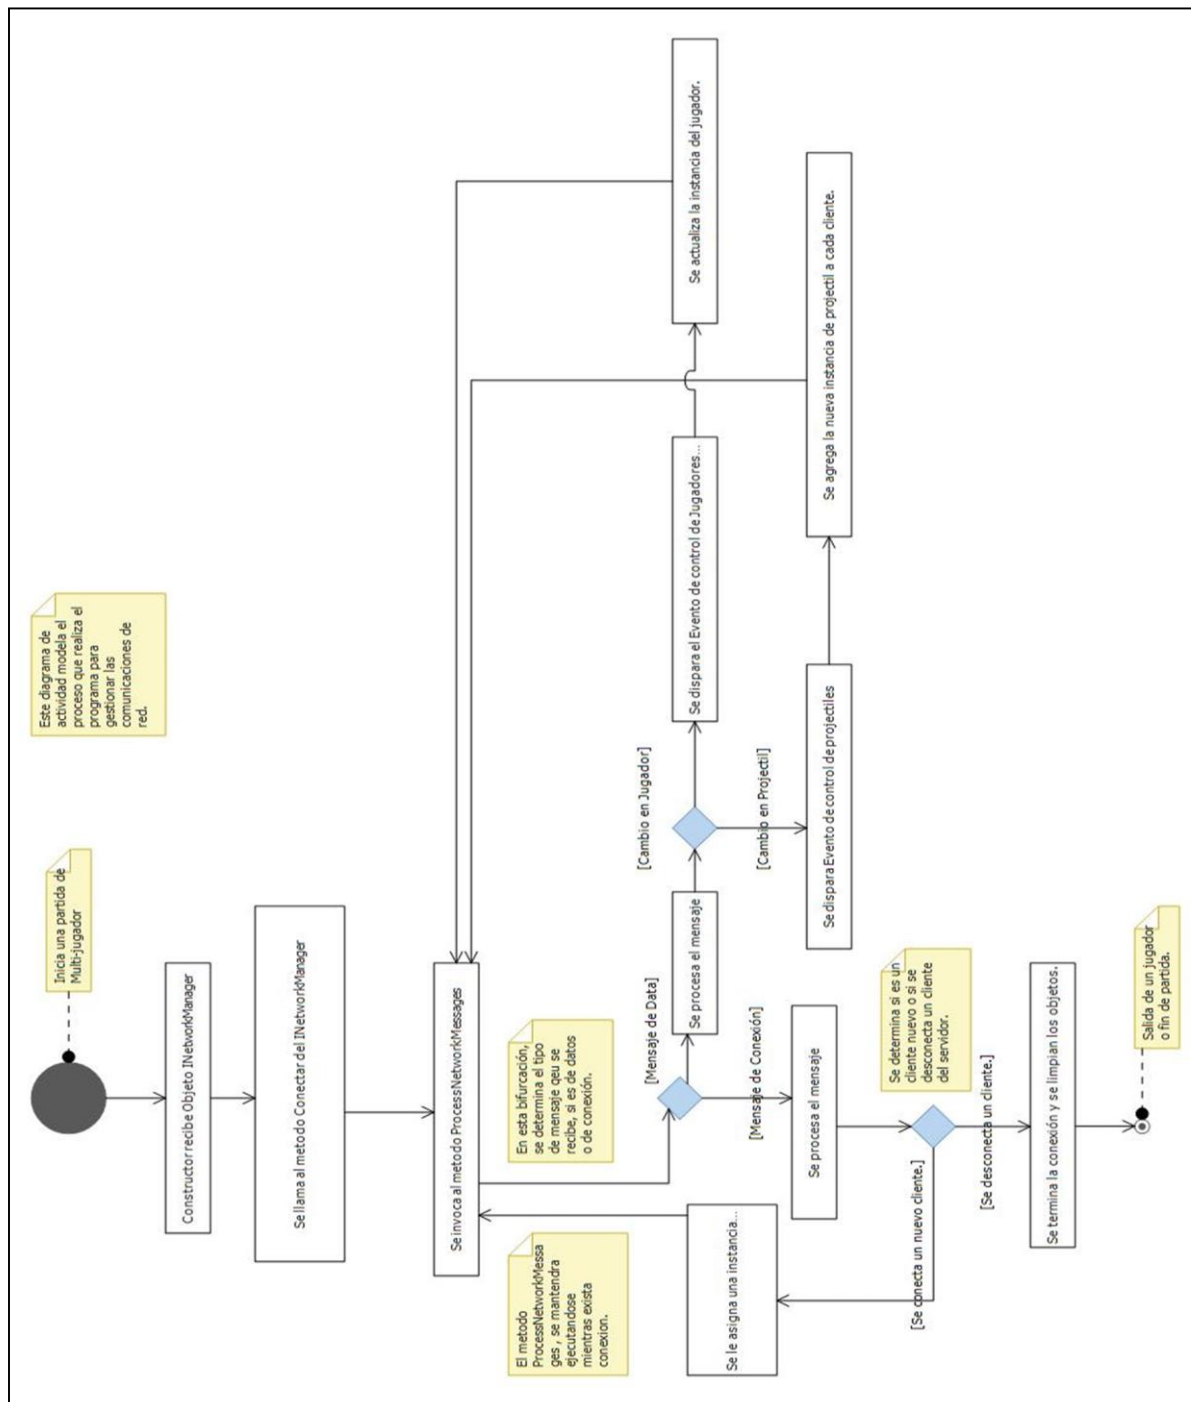 Este diagrama de
actividad modela el
proceso que realiza el
programa para
gestionar las
comunicaciones de
red.
Inicia una partida de
Multi-jugador
Constructor recibe Objeto INetworkManager
Se llama al metodo Conectar del INetworkManager
Se invoca al metodo ProcessNetworkMessages
El metodo
ProcessNetworkMessa
ges , se mantendra
ejecutandose
mientras exista
conexion.
En esta bifurcación,
se determina el tipo
de mensaje qeu se
recibe, si es de datos
o de conexión.
[Mensaje de Data]
Se procesa el mensaje
[Cambio en Jugador]
Se dispara el Evento de control de Jugadores...
Se actualiza la instancia del jugador.
[Cambio en Projectil]
Se dispara Evento de control de projectiles
Se agrega la nueva instancia de projectil a cada cliente.
[Mensaje de Conexión]
Se procesa el mensaje
Se determina si es un
cliente nuevo o si se
desconecta un cliente
del servidor.
[Se conecta un nuevo cliente.]
Se le asigna una instancia...
[Se desconecta un cliente.]
Se termina la conexión y se limpian los objetos.
Salida de un jugador
o fin de partida.